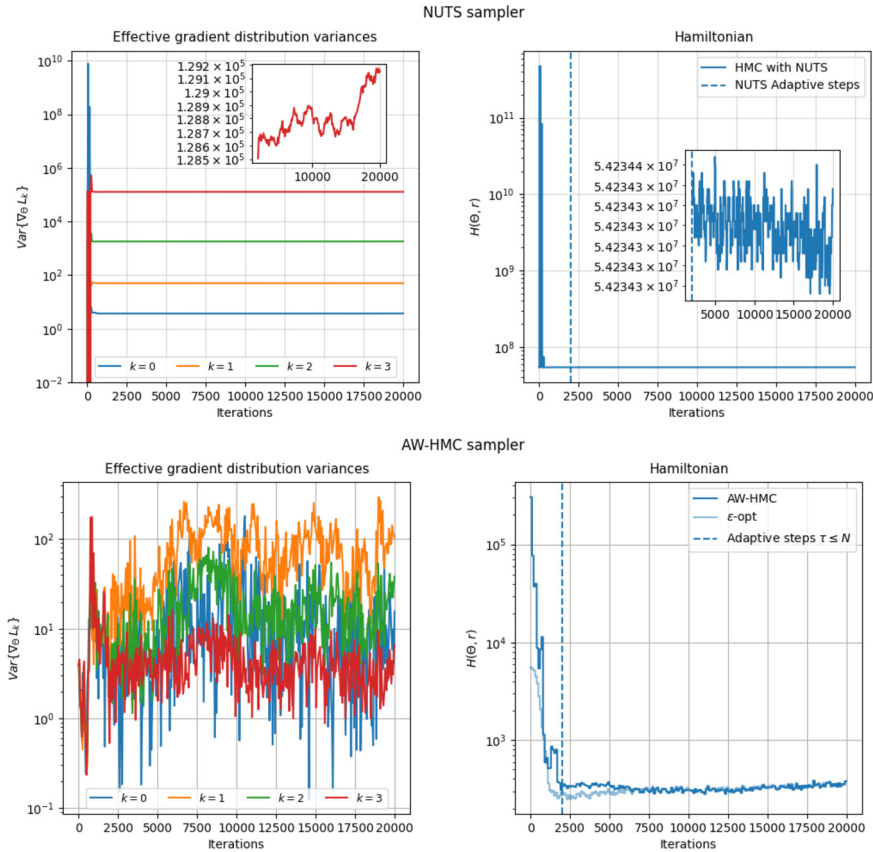 NUTS sampler
Effective gradient distribution variances
Var{∇_Θ L_k}
10^10
10^8
10^6
10^4
10^2
10^0
10^−2
1.292 × 10^5
1.291 × 10^5
1.29 × 10^5
1.289 × 10^5
1.288 × 10^5
1.287 × 10^5
1.286 × 10^5
1.285 × 10^5
10000 20000
k = 0 k = 1 k = 2 k = 3
0 2500 5000 7500 10000 12500 15000 17500 20000
Iterations
Hamiltonian
H(Θ, r)
10^11
10^10
10^9
10^8
HMC with NUTS
NUTS Adaptive steps
5.42344 × 10^7
5.42343 × 10^7
5.42343 × 10^7
5.42343 × 10^7
5.42343 × 10^7
5.42343 × 10^7
5.42343 × 10^7
5000 10000 15000 20000
0 2500 5000 7500 10000 12500 15000 17500 20000
Iterations
AW-HMC sampler
Effective gradient distribution variances
Var{∇_Θ L_k}
10^2
10^1
10^0
10^−1
k = 0 k = 1 k = 2 k = 3
0 2500 5000 7500 10000 12500 15000 17500 20000
Iterations
Hamiltonian
H(Θ, r)
10^5
10^4
10^3
AW-HMC
ε-opt
Adaptive steps τ ≤ N
0 2500 5000 7500 10000 12500 15000 17500 20000
Iterations